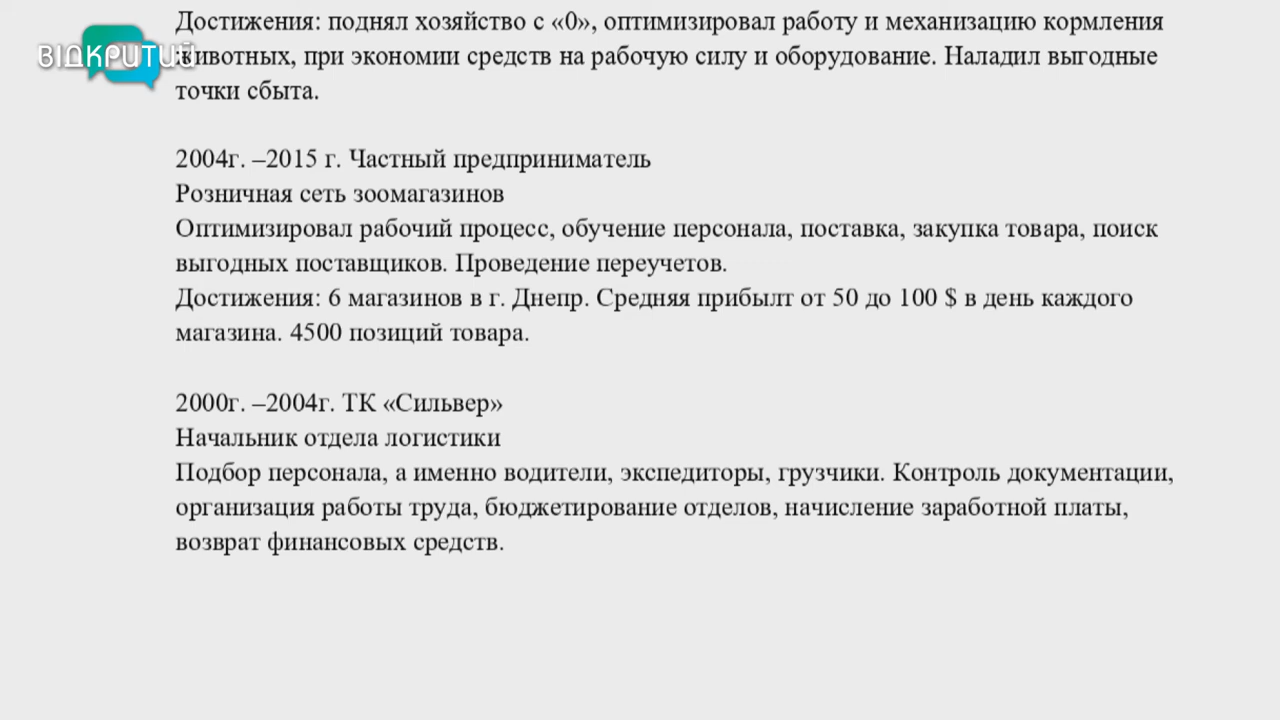 Достижения: поднял хозяйство с «0», оптимизировал работу и механизацию кормления
ВІДКРИТИЙ
животных, при экономии средств на рабочую силу и оборудование. Наладил выгодные
точки сбыта.
2004г. –2015 г. Частный предприниматель
Розничная сеть зоомагазинов
Оптимизировал рабочий процесс, обучение персонала, поставка, закупка товара, поиск
выгодных поставщиков. Проведение переучетов.
Достижения: 6 магазинов в г. Днепр. Средняя прибылт от 50 до 100 $ в день каждого
магазина. 4500 позиций товара.
2000г. –2004г. ТК «Сильвер»
Начальник отдела логистики
Подбор персонала, а именно водители, экспедиторы, грузчики. Контроль документации,
организация работы труда, бюджетирование отделов, начисление заработной платы,
возврат финансовых средств.